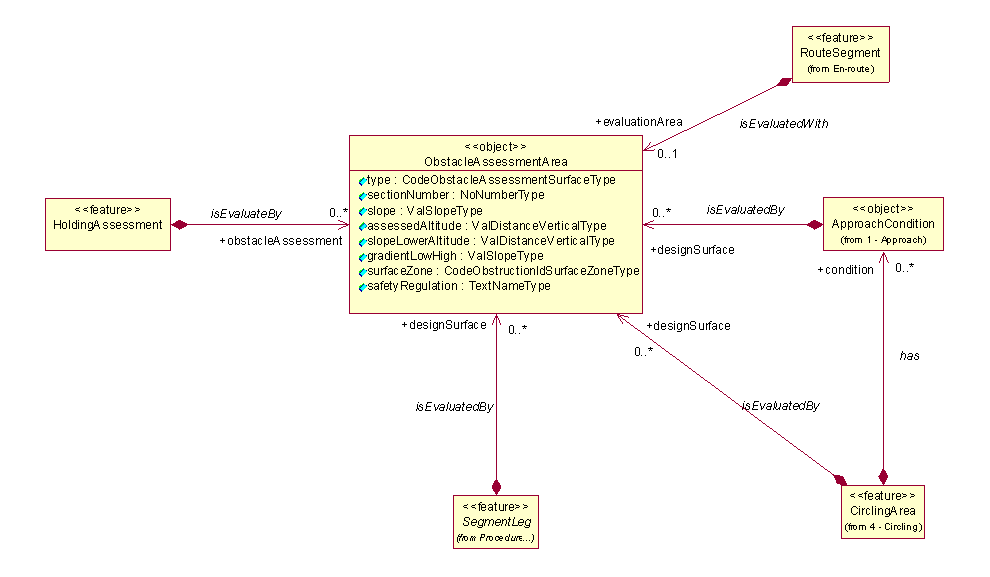 <<feature>>
RouteSegment
(from En-route)
+evaluationArea
isEvaluatedWith
0..1
<<object>>
ObstacleAssessmentArea
type : CodeObstacleAssessmentSurfaceType
sectionNumber : NoNumberType
slope : ValSlopeType
assessedAltitude : ValDistanceVerticalType
slopeLowerAltitude : ValDistanceVerticalType
gradientLowHigh : ValSlopeType
surfaceZone : CodeObstructionIdSurfaceZoneType
safetyRegulation : TextNameType
<<feature>>
HoldingAssessment
isEvaluateBy
0..*
+obstacleAssessment
0..*
isEvaluatedBy
+designSurface
<<object>>
ApproachCondition
(from 1 - Approach)
+condition
0..*
+designSurface
0..*
+designSurface
0..*
has
isEvaluatedBy
isEvaluatedBy
<<feature>>
SegmentLeg
(from Procedure...)
<<feature>>
CirclingArea
(from 4 - Circling)